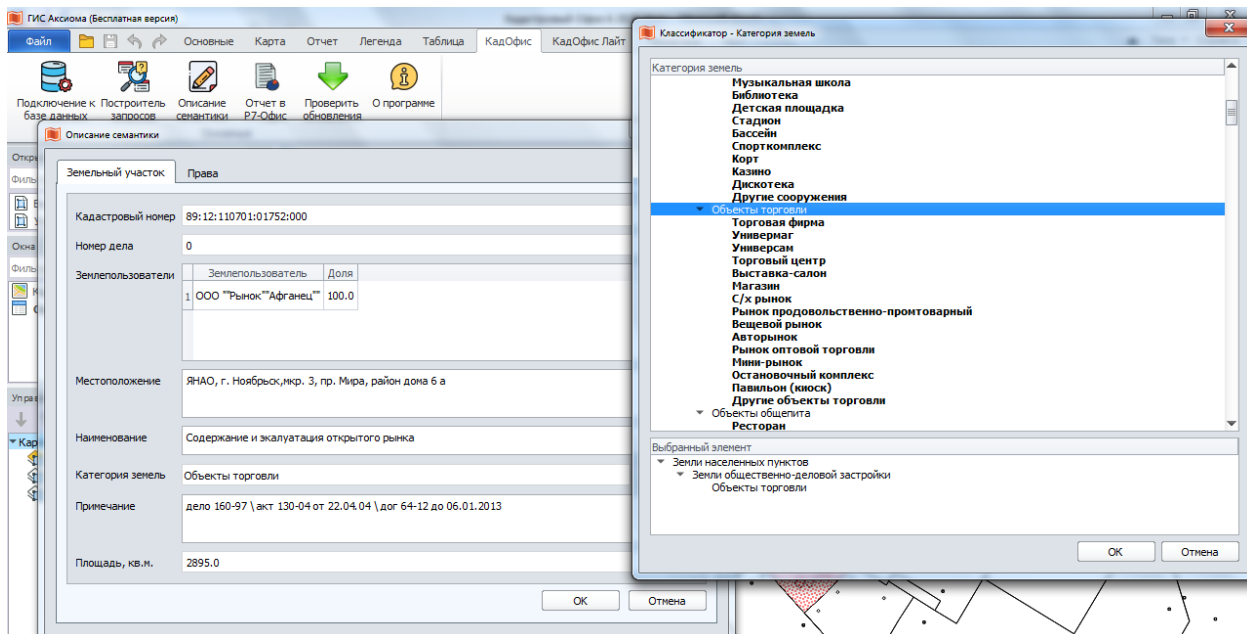 ГИС Аксиома (Бесплатная версия)
Файл Основные Карта Отчет Легенда Таблица КадОфис КадОфис Лайт
Подключение к базе данных
Построитель запросов
Описание семантики
Отчет в Р7-Офис
Проверить обновления
О программе
Описание семантики
Земельный участок Права
Кадастровый номер 89:12:110701:01752:000
Номер дела 0
Землепользователи
Землепользователь Доля
1 ООО ""Рынок""Афганец"" 100.0
Местоположение ЯНАО, г. Ноябрьск,мкр. 3, пр. Мира, район дома 6 а
Наименование Содержание и экалуатация открытого рынка
Категория земель Объекты торговли
Примечание дело 160-97 \ акт 130-04 от 22.04.04 \ дог 64-12 до 06.01.2013
Площадь, кв.м. 2895.0
ОК Отмена
Классификатор - Категория земель
Категория земель
Музыкальная школа
Библиотека
Детская площадка
Стадион
Бассейн
Спорткомплекс
Корт
Казино
Дискотека
Другие сооружения
Объекты торговли
Торговая фирма
Универмаг
Универсам
Торговый центр
Выставка-салон
Магазин
С/х рынок
Рынок продовольственно-промтоварный
Вещевой рынок
Авторынок
Рынок оптовой торговли
Мини-рынок
Остановочный комплекс
Павильон (киоск)
Другие объекты торговли
Объекты общепита
Ресторан
Выбранный элемент
Земли населенных пунктов
Земли общественно-деловой застройки
Объекты торговли
ОК Отмена